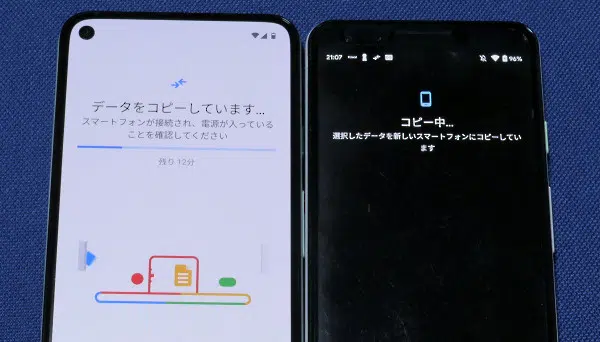 データをコピーしています...
スマートフォンが接続され、電源が入っている
ことを確認してください
残り 12分
21:07
96%
コピー中...
選択したデータを新しいスマートフォンにコピーしてい
ます